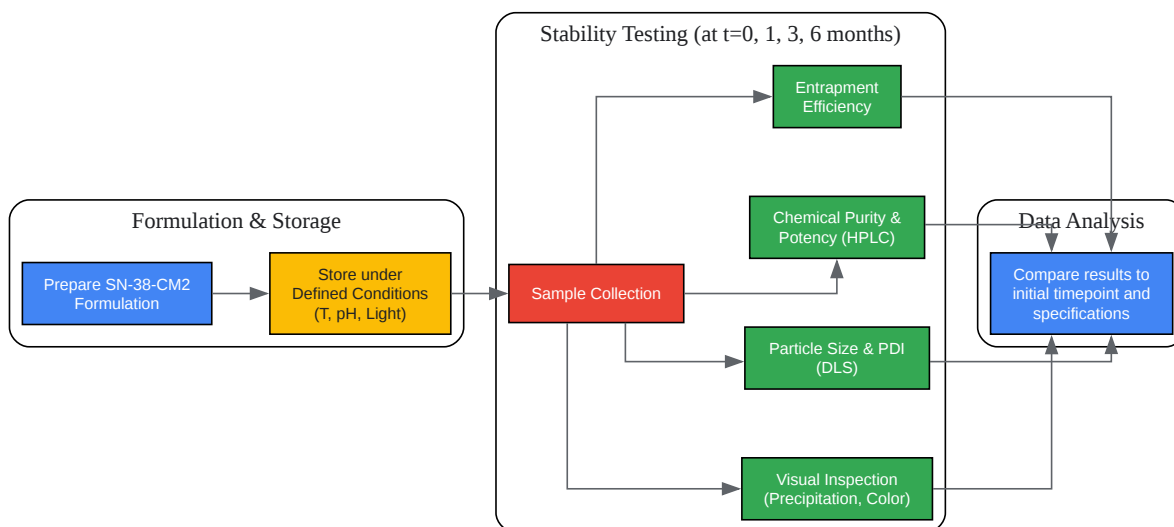 Stability Testing (at t=0, 1, 3, 6 months)
Entrapment
Efficiency
Formulation & Storage
Chemical Purity &
Potency (HPLC)
Data Analysis
Prepare SN-38-CM2
Formulation
Store under
Defined Conditions
(T, pH, Light)
Sample Collection
Compare results to
initial timepoint and
specifications
Particle Size & PDI
(DLS)
Visual Inspection
(Precipitation, Color)